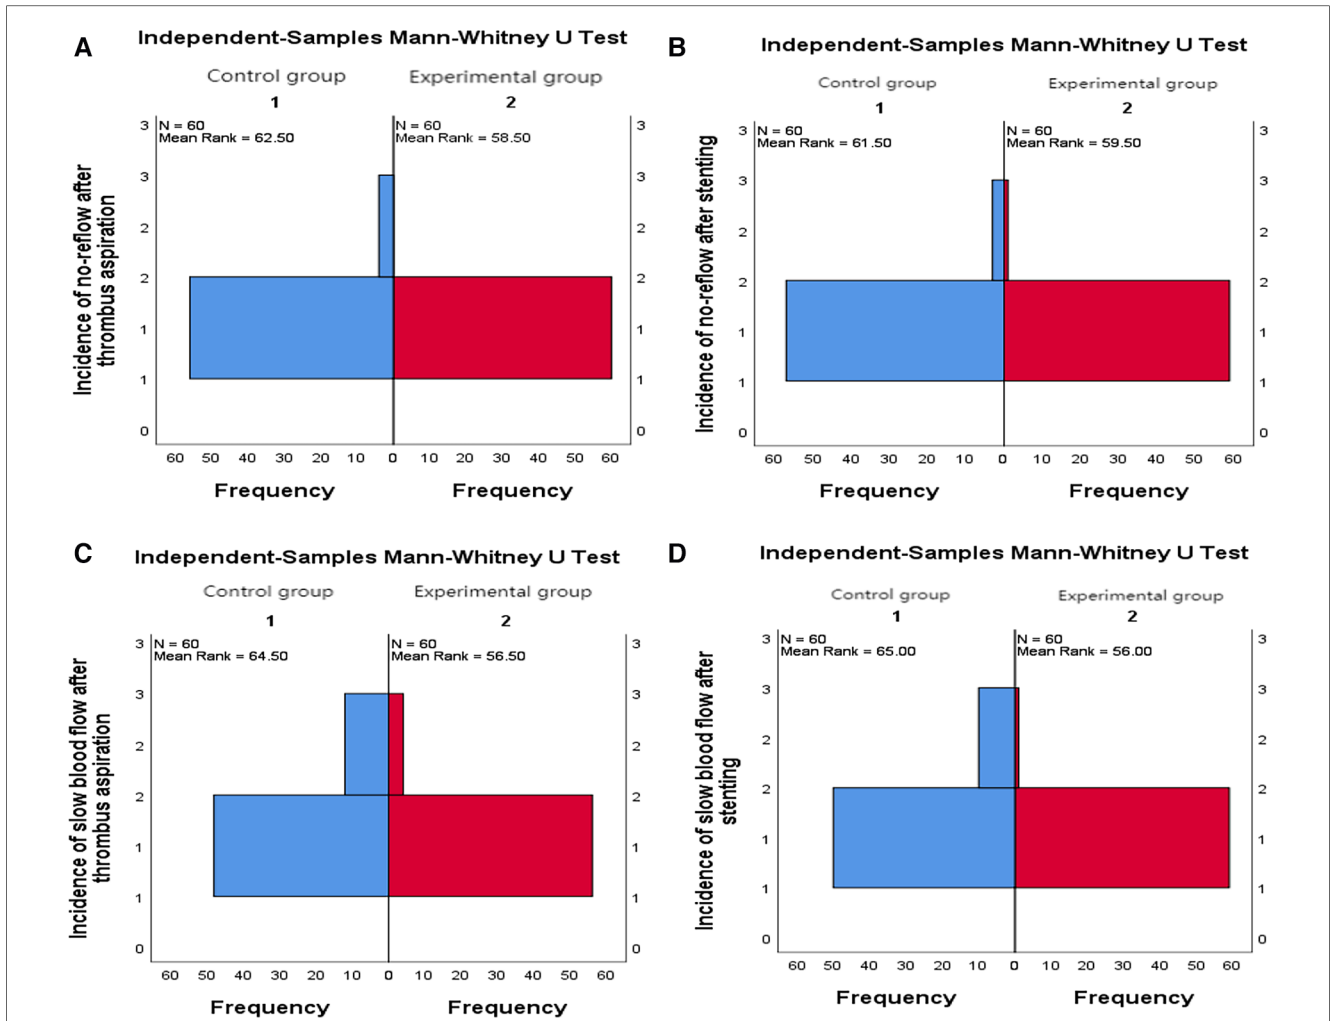 A
Independent-Samples Mann-Whitney U Test
Control group
Experimental group
1
2
N = 60
Mean Rank = 62.50
N = 60
Mean Rank = 58.50
Incidence of no-reflow after
thrombus aspiration
3
3
2
2
1
1
0
3
3
2
2
1
1
0
60 50 40 30 20 10 0 10 20 30 40 50 60
Frequency
Frequency
B
Independent-Samples Mann-Whitney U Test
Control group
Experimental group
1
2
N = 60
Mean Rank = 61.50
N = 60
Mean Rank = 59.50
Incidence of no-reflow after stenting
3
3
2
2
1
1
0
3
3
2
2
1
1
0
60 50 40 30 20 10 0 10 20 30 40 50 60
Frequency
Frequency
C
Independent-Samples Mann-Whitney U Test
Control group
Experimental group
1
2
N = 60
Mean Rank = 64.50
N = 60
Mean Rank = 56.50
Incidence of slow blood flow after
thrombus aspiration
3
3
2
2
1
1
0
3
3
2
2
1
1
0
60 50 40 30 20 10 0 10 20 30 40 50 60
Frequency
Frequency
D
Independent-Samples Mann-Whitney U Test
Control group
Experimental group
1
2
N = 60
Mean Rank = 65.00
N = 60
Mean Rank = 56.00
Incidence of slow blood flow after
stenting
3
3
2
2
1
1
0
3
3
2
2
1
1
0
60 50 40 30 20 10 0 10 20 30 40 50 60
Frequency
Frequency